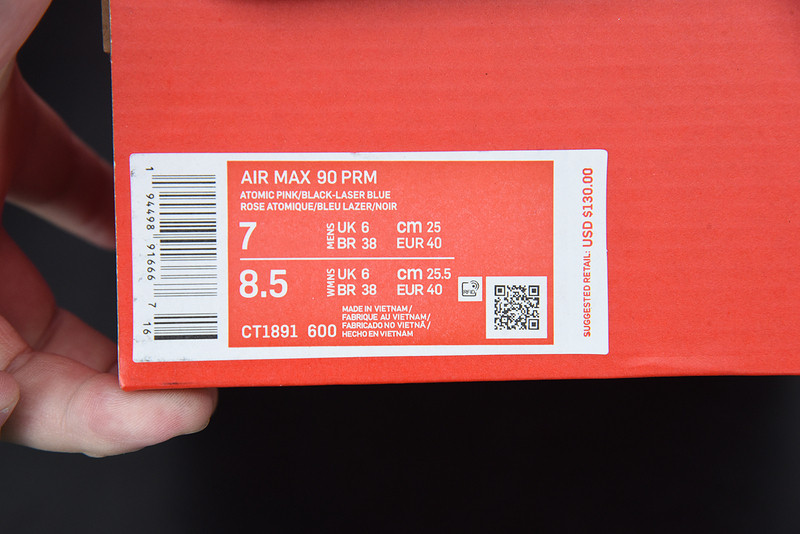 AIR MAX 90 PRM
ATOMIC PINK/BLACK-LASER BLUE
ROSE ATOMIQUE/BLEU LAZER/NOIR
7 MENS UK 6 cm 25
BR 38 EUR 40
8.5 WMNS UK 6 cm 25.5
BR 38 EUR 40
CT1891 600
MADE IN VIETNAM/
FABRIQUE AU VIETNAM/
FABRICADO NO VIETNÃ/
HECHO EN VIETNAM
RFID
1 94498 91666 7 16
SUGGESTED RETAIL: USD $130.00